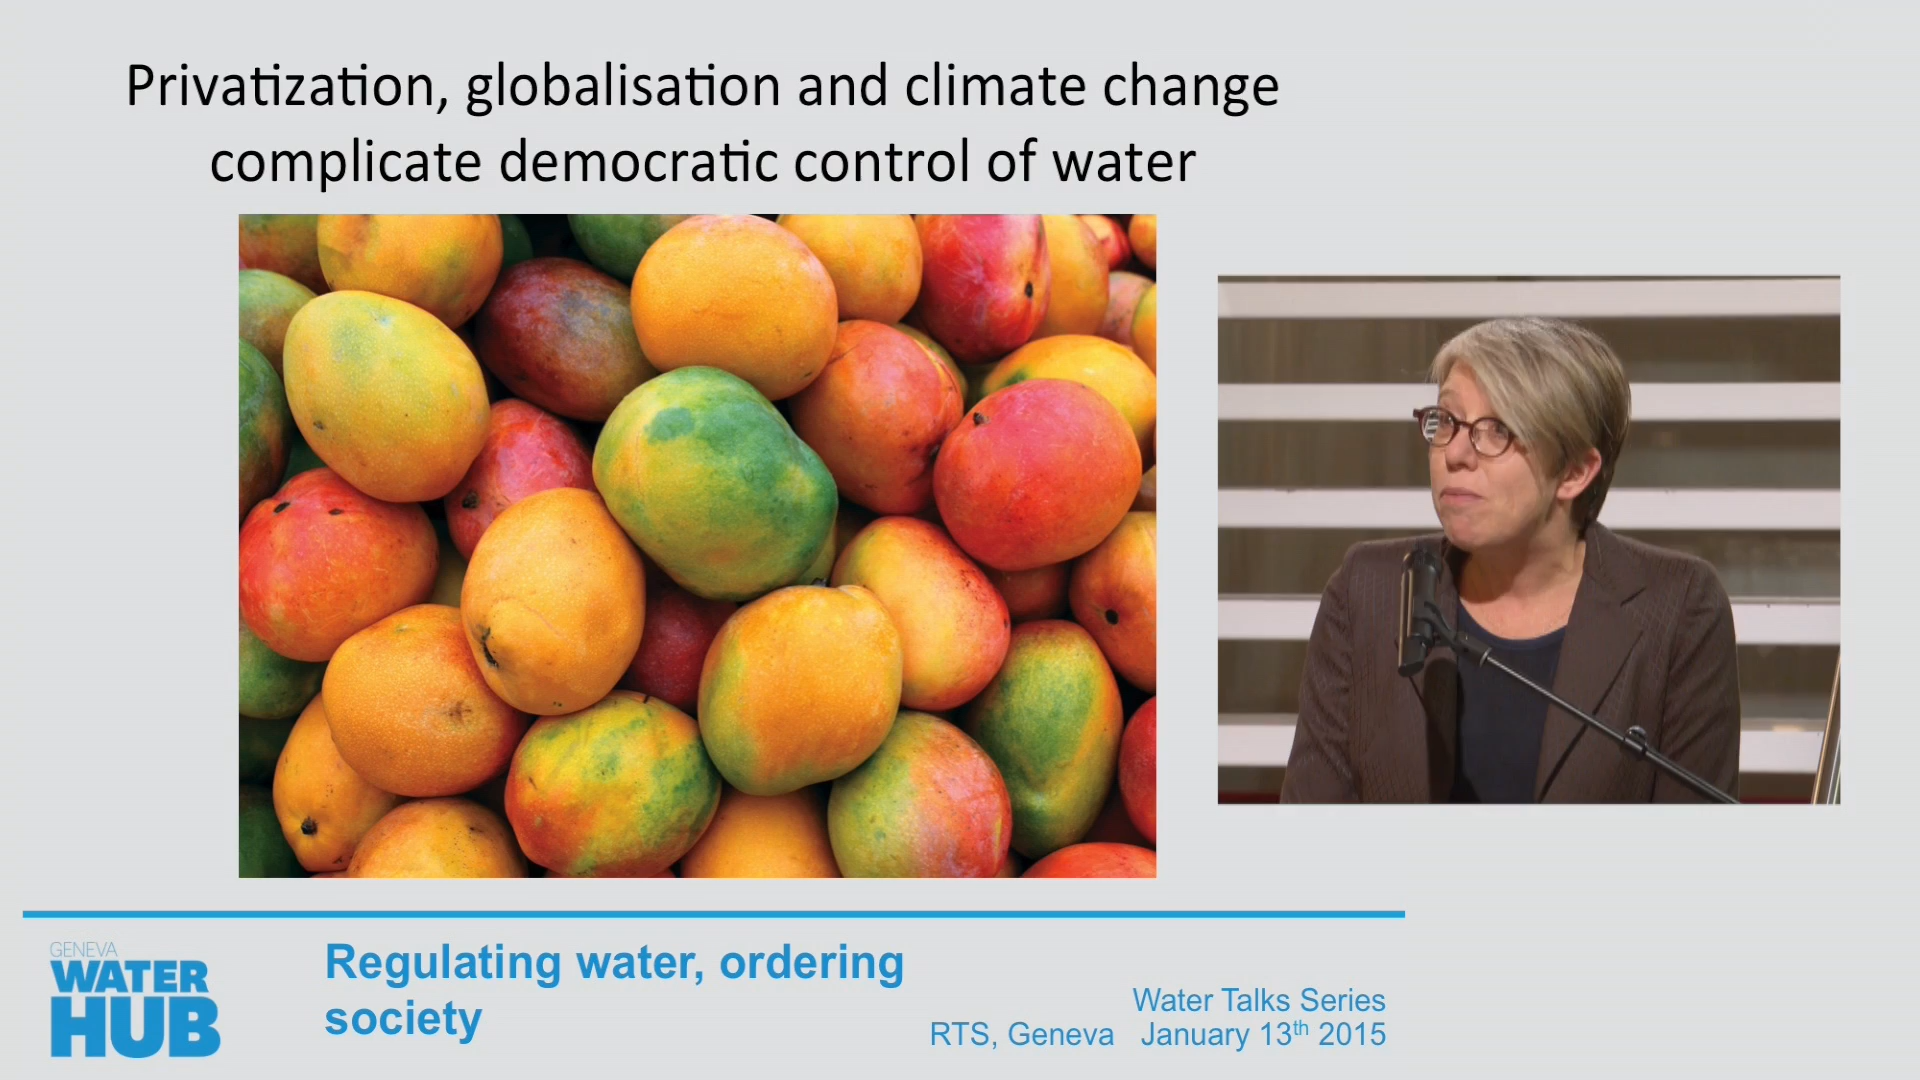 Privatization, globalisation and climate change
complicate democratic control of water
GENEVA
WATER
HUB
Regulating water, ordering
society
Water Talks Series
RTS, Geneva January 13th 2015